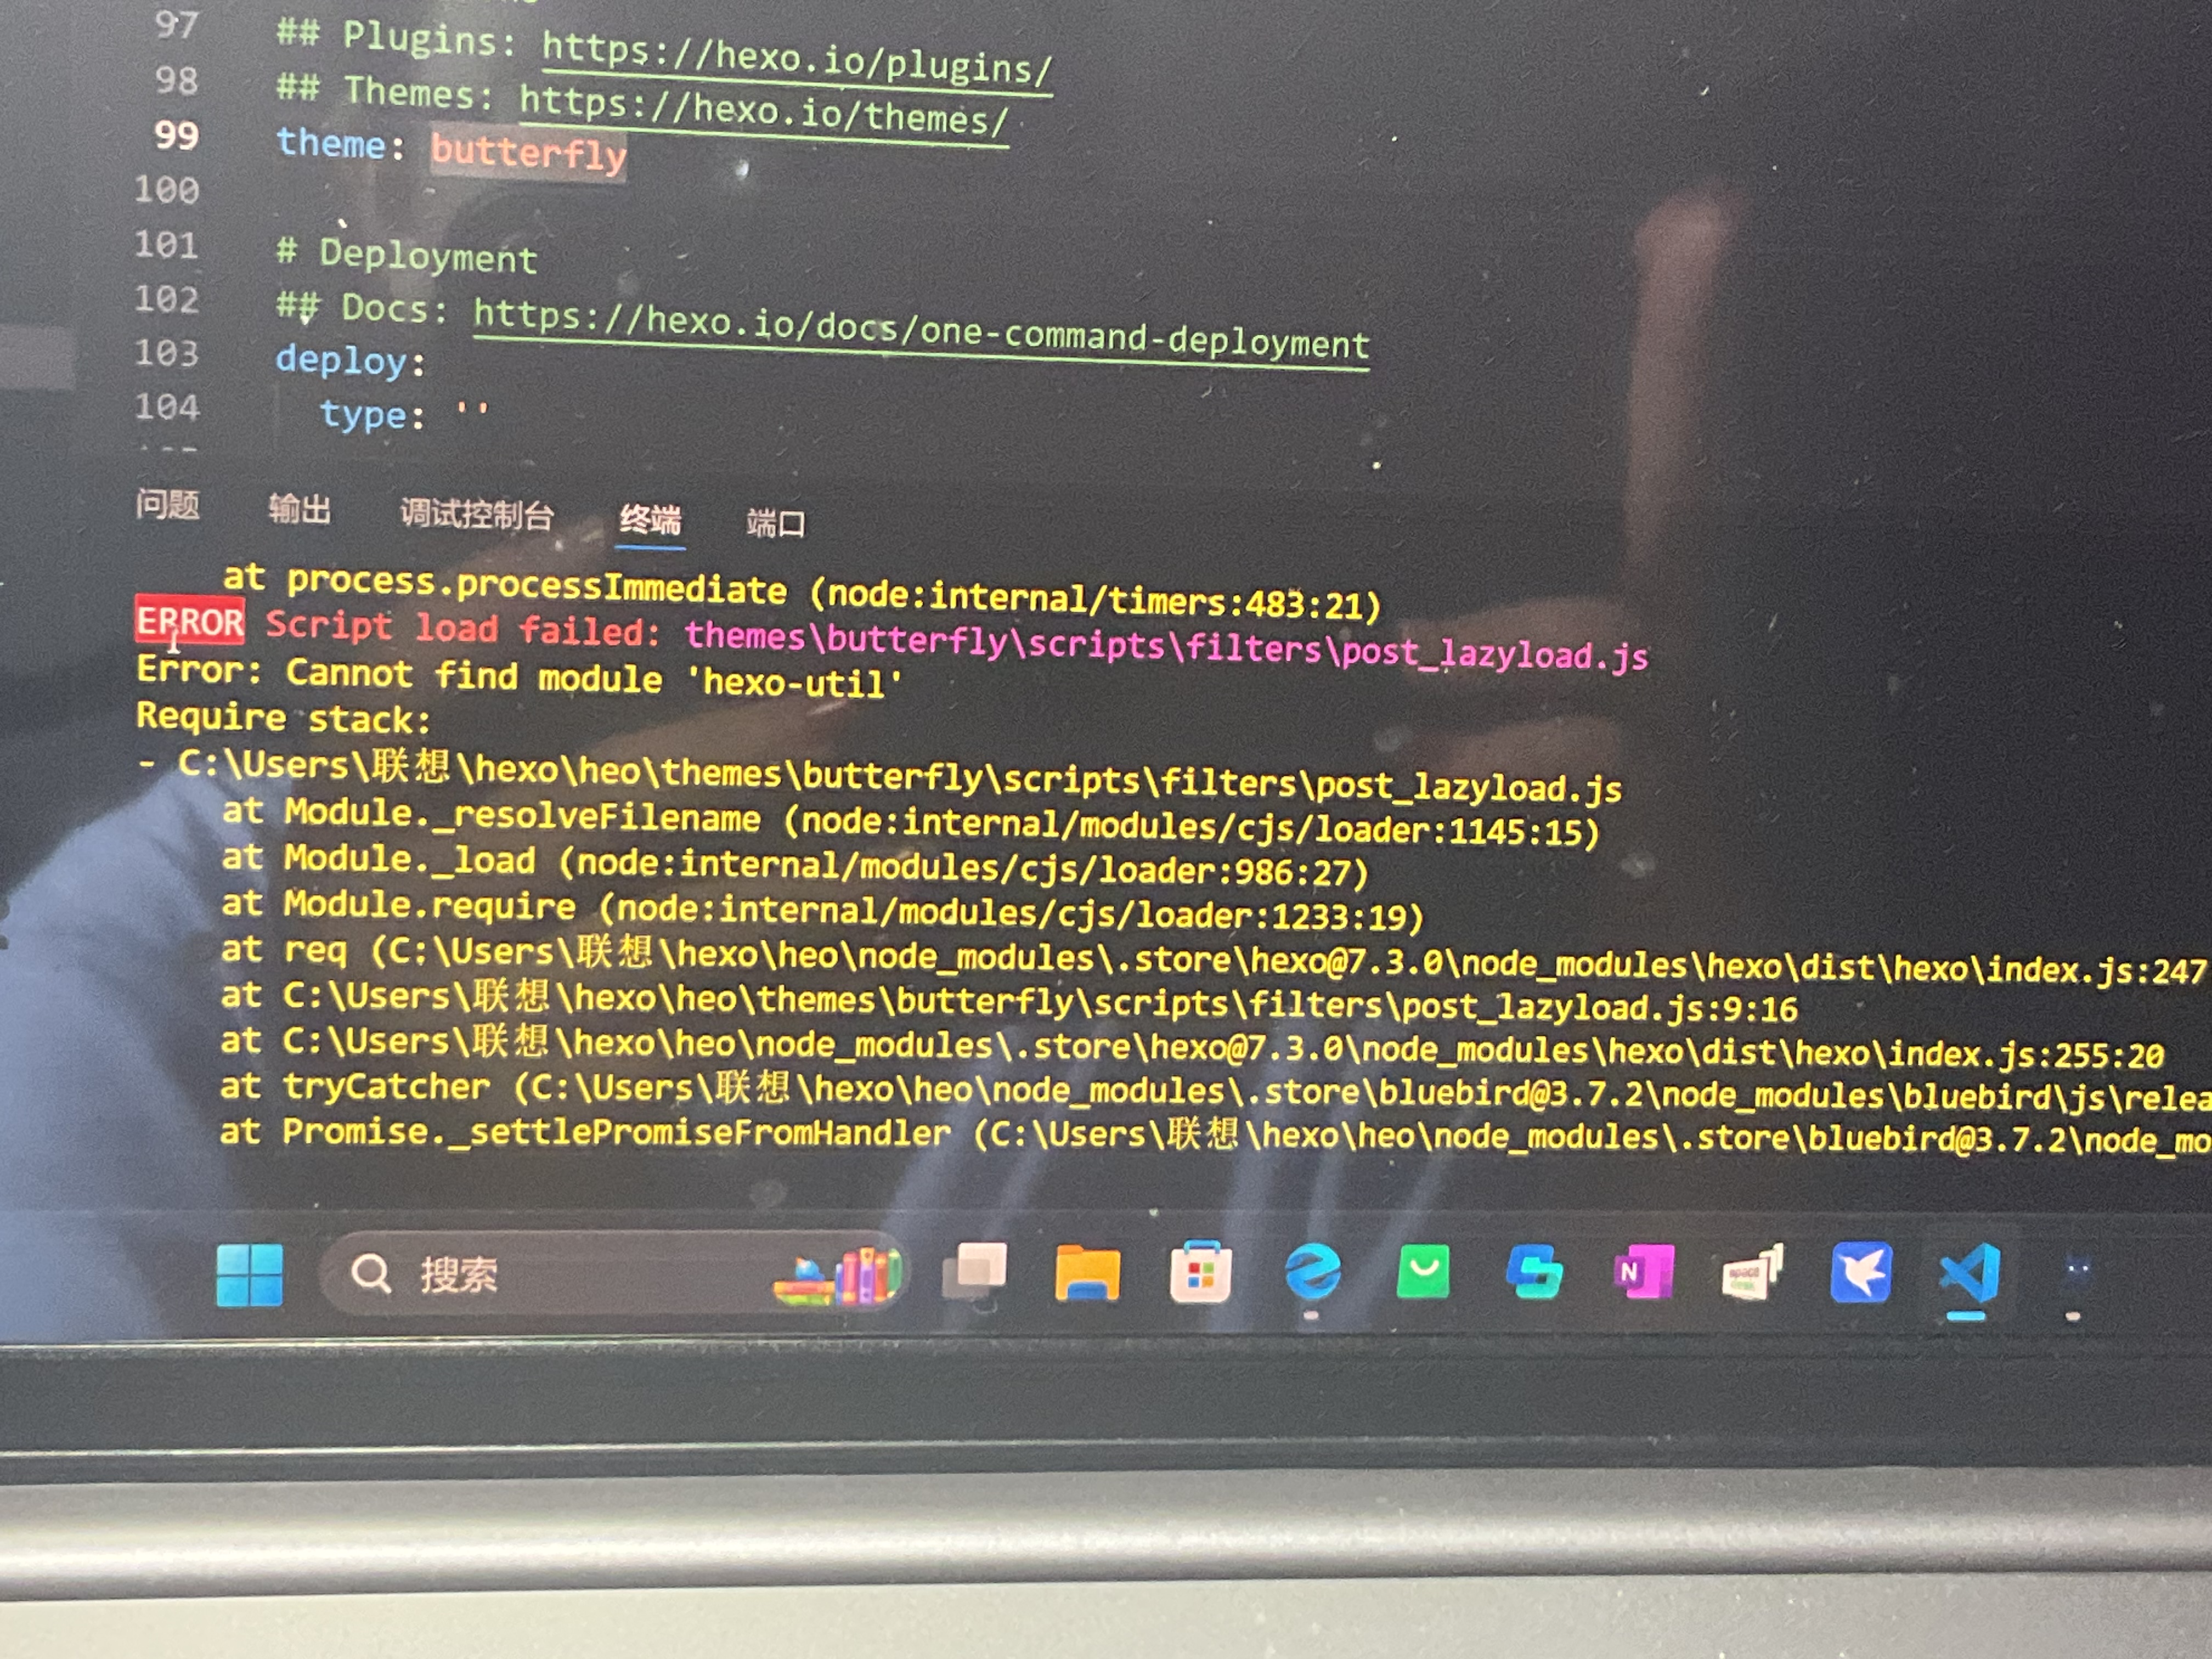 97 ## Plugins: https://hexo.io/plugins/
98 ## Themes: https://hexo.io/themes/
99 theme: butterfly
100
101 # Deployment
102 ## Docs: https://hexo.io/docs/one-command-deployment
103 deploy:
104 type: ''
问题 输出 调试控制台 终端 端口
at process.processImmediate (node:internal/timers:483:21)
ERROR Script load failed: themes\butterfly\scripts\filters\post_lazyload.js
Error: Cannot find module 'hexo-util'
Require stack:
- C:\Users\联想\hexo\heo\themes\butterfly\scripts\filters\post_lazyload.js
at Module._resolveFilename (node:internal/modules/cjs/loader:1145:15)
at Module._load (node:internal/modules/cjs/loader:986:27)
at Module.require (node:internal/modules/cjs/loader:1233:19)
at req (C:\Users\联想\hexo\heo\node_modules\.store\hexo@7.3.0\node_modules\hexo\dist\hexo\index.js:247
at C:\Users\联想\hexo\heo\themes\butterfly\scripts\filters\post_lazyload.js:9:16
at C:\Users\联想\hexo\heo\node_modules\.store\hexo@7.3.0\node_modules\hexo\dist\hexo\index.js:255:20
at tryCatcher (C:\Users\联想\hexo\heo\node_modules\.store\bluebird@3.7.2\node_modules\bluebird\js\relea
at Promise._settlePromiseFromHandler (C:\Users\联想\hexo\heo\node_modules\.store\bluebird@3.7.2\node_mo
搜索
N